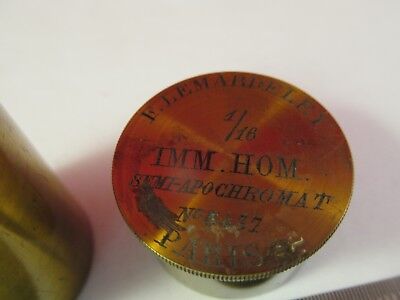 F. LEMARDELEY
1/16
IMM. HOM.
SEMI-APOCHROMAT
PARIS